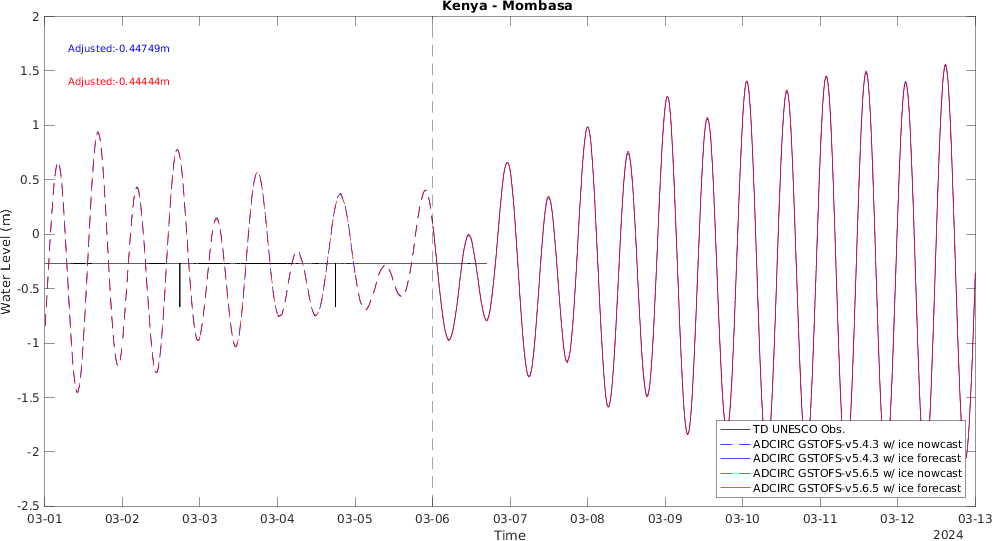 Kenya - Mombasa
Adjusted:-0.44749m
Adjusted:-0.44444m
Water Level (m)
2
1.5
1
0.5
0
-0.5
-1
-1.5
-2
-2.5
TD UNESCO Obs.
ADCIRC GSTOFS-v5.4.3 w/ ice nowcast
ADCIRC GSTOFS-v5.4.3 w/ ice forecast
ADCIRC GSTOFS-v5.6.5 w/ ice nowcast
ADCIRC GSTOFS-v5.6.5 w/ ice forecast
03-01 03-02 03-03 03-04 03-05 03-06 03-07 03-08 03-09 03-10 03-11 03-12 03-13
Time
2024